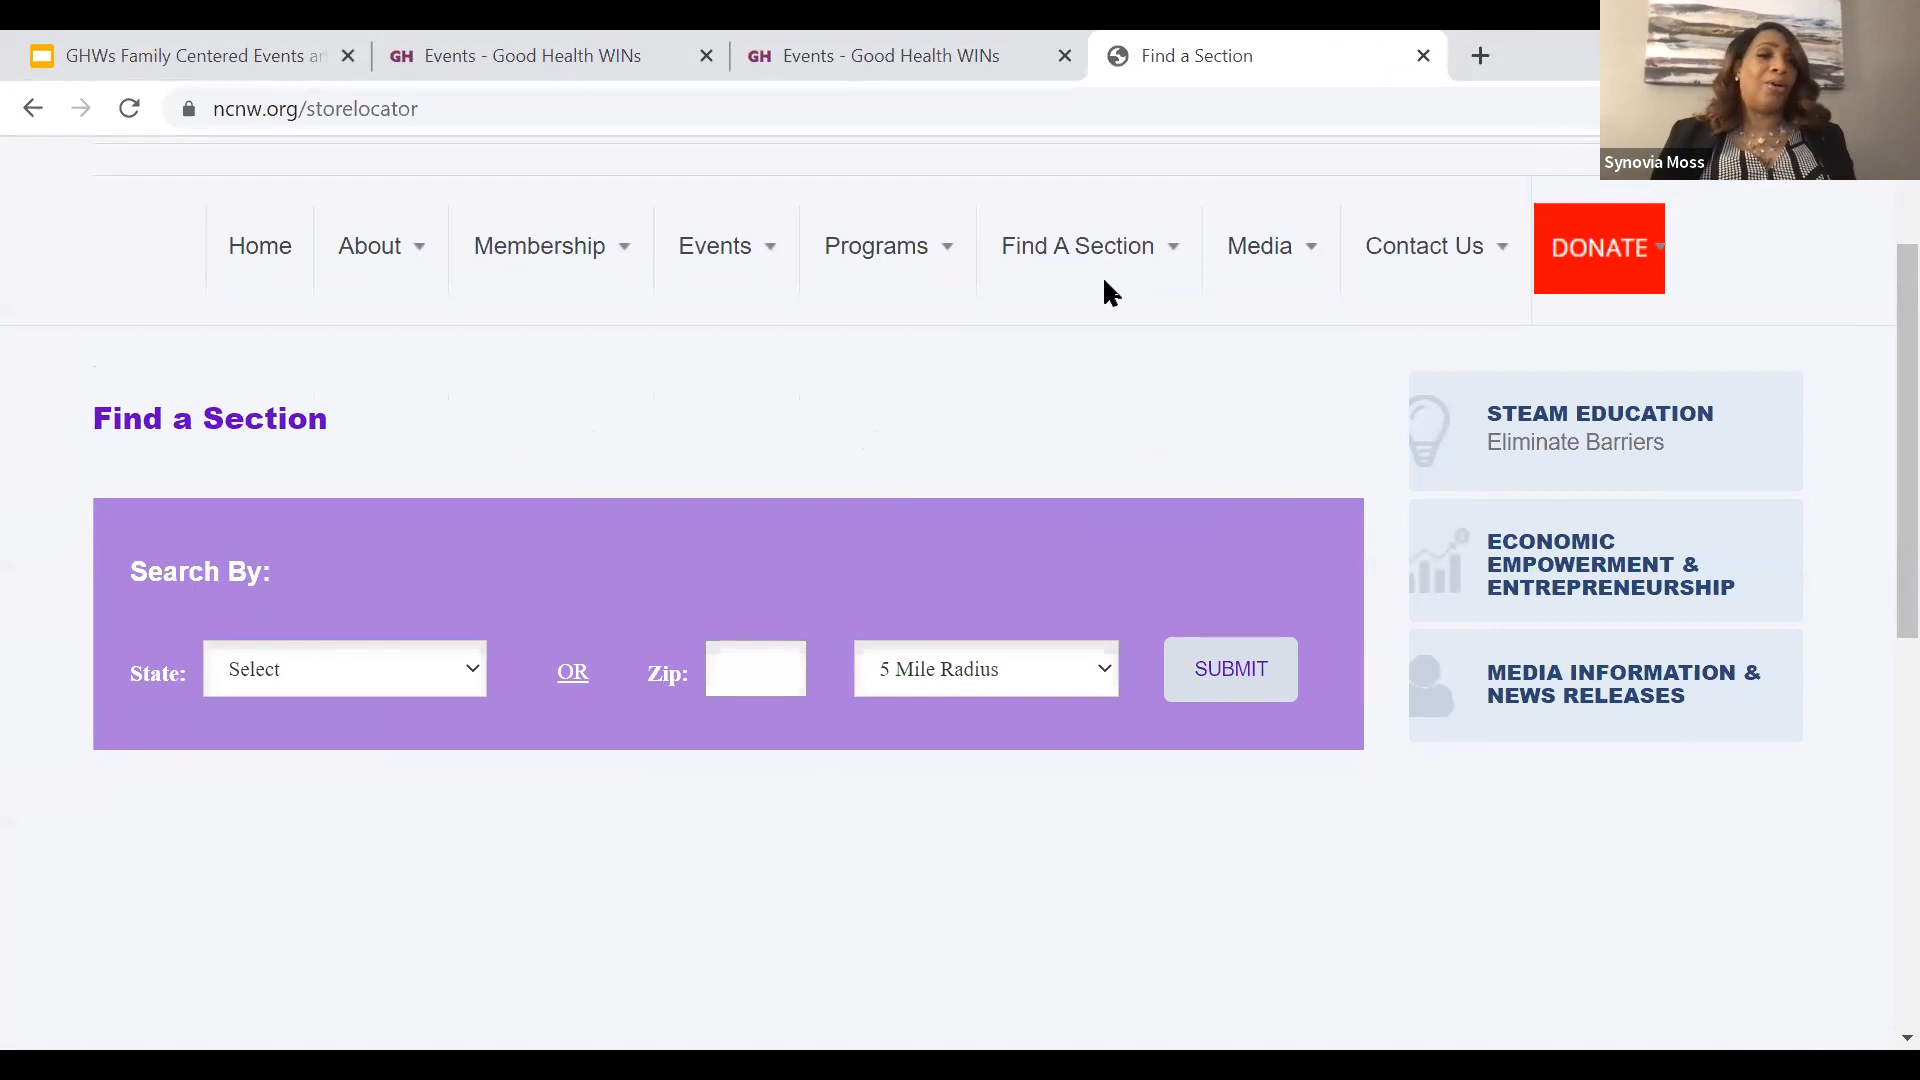 GHWs Family Centered Events an
GH Events - Good Health WINs
GH Events - Good Health WINs
Find a Section
ncnw.org/storelocator
Synovia Moss
Home
About
Membership
Events
Programs
Find A Section
Media
Contact Us
DONATE
Find a Section
STEAM EDUCATION
Eliminate Barriers
ECONOMIC
EMPOWERMENT &
ENTREPRENEURSHIP
MEDIA INFORMATION &
NEWS RELEASES
Search By:
State: Select OR Zip: 5 Mile Radius SUBMIT